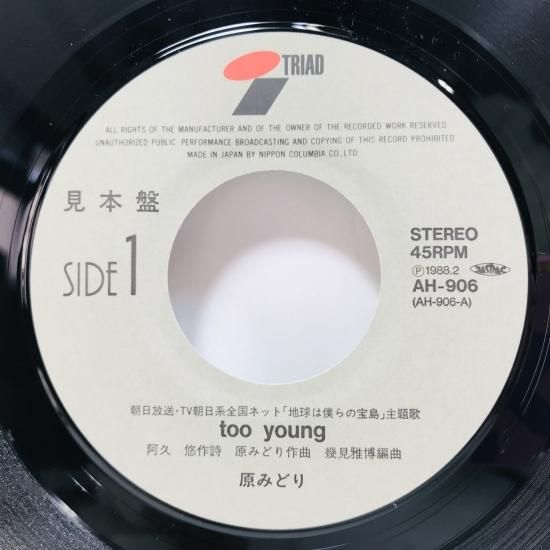 TRIAD
ALL RIGHTS OF THE MANUFACTURER AND OF THE OWNER OF THE RECORDED WORK RESERVED
UNAUTHORIZED PUBLIC PERFORMANCE BROADCASTING AND COPYING OF THIS RECORD PROHIBITED
MADE IN JAPAN BY NIPPON COLUMBIA CO., LTD.
見本盤
SIDE 1
STEREO
45RPM
Ⓟ1988.2 JASRAC
AH-906
(AH-906-A)
朝日放送・TV朝日系全国ネット「地球は僕らの宝島」主題歌
too young
阿久 悠作詩 原みどり作曲 幾見雅博編曲
原みどり